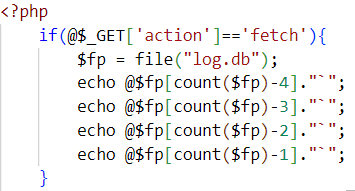 <?php
if(@$_GET['action']=='fetch'){
$fp = file("log.db");
echo @$fp[count($fp)-4]."`";
echo @$fp[count($fp)-3]."`";
echo @$fp[count($fp)-2]."`";
echo @$fp[count($fp)-1]."`";
}